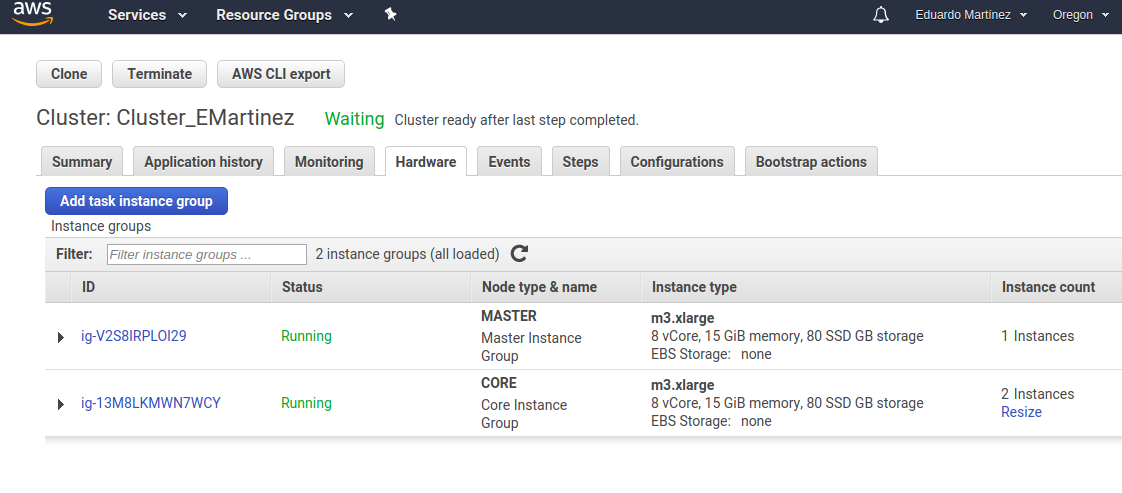 aws Services Resource Groups Eduardo Martínez Oregon
Clone Terminate AWS CLI export
Cluster: Cluster_EMartinez Waiting Cluster ready after last step completed.
Summary Application history Monitoring Hardware Events Steps Configurations Bootstrap actions
Add task instance group
Instance groups
Filter: Filter instance groups ... 2 instance groups (all loaded)
ID Status Node type & name Instance type Instance count
ig-V2S8IRPLOI29 Running MASTER
Master Instance
Group
m3.xlarge
8 vCore, 15 GiB memory, 80 SSD GB storage
EBS Storage: none
1 Instances
ig-13M8LKMWN7WCY Running CORE
Core Instance
Group
m3.xlarge
8 vCore, 15 GiB memory, 80 SSD GB storage
EBS Storage: none
2 Instances
Resize